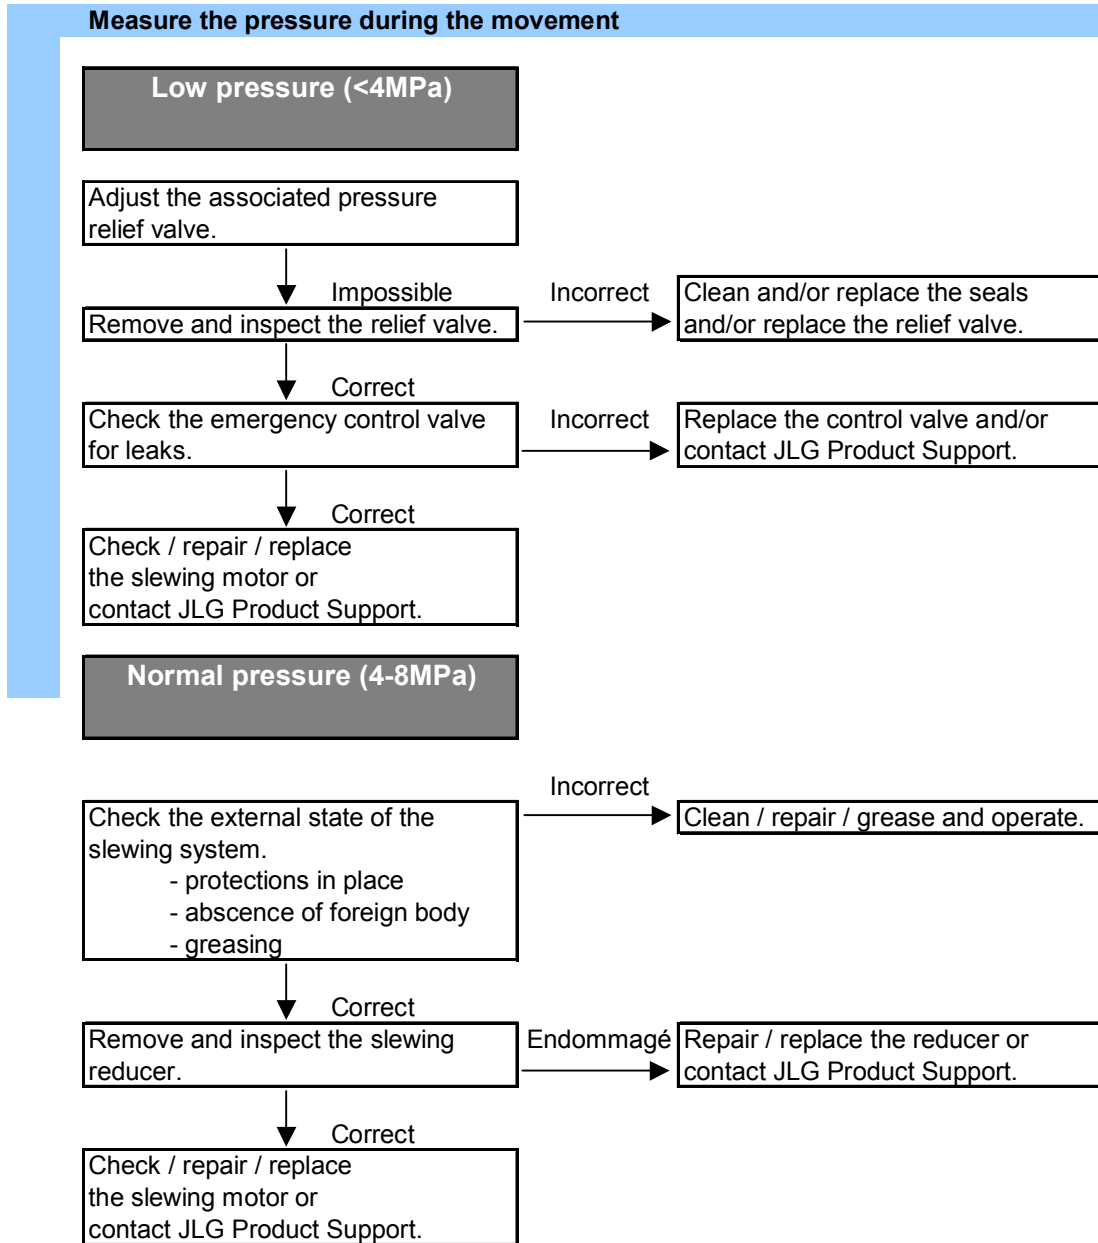 Measure the pressure during the movement
Low pressure (<4MPa)
Adjust the associated pressure
relief valve.
Impossible
Remove and inspect the relief valve.
Incorrect
Clean and/or replace the seals
and/or replace the relief valve.
Correct
Check the emergency control valve
for leaks.
Incorrect
Replace the control valve and/or
contact JLG Product Support.
Correct
Check / repair / replace
the slewing motor or
contact JLG Product Support.
Normal pressure (4-8MPa)
Check the external state of the
slewing system.
- protections in place
- abscence of foreign body
- greasing
Incorrect
Clean / repair / grease and operate.
Correct
Remove and inspect the slewing
reducer.
Endommagé
Repair / replace the reducer or
contact JLG Product Support.
Correct
Check / repair / replace
the slewing motor or
contact JLG Product Support.